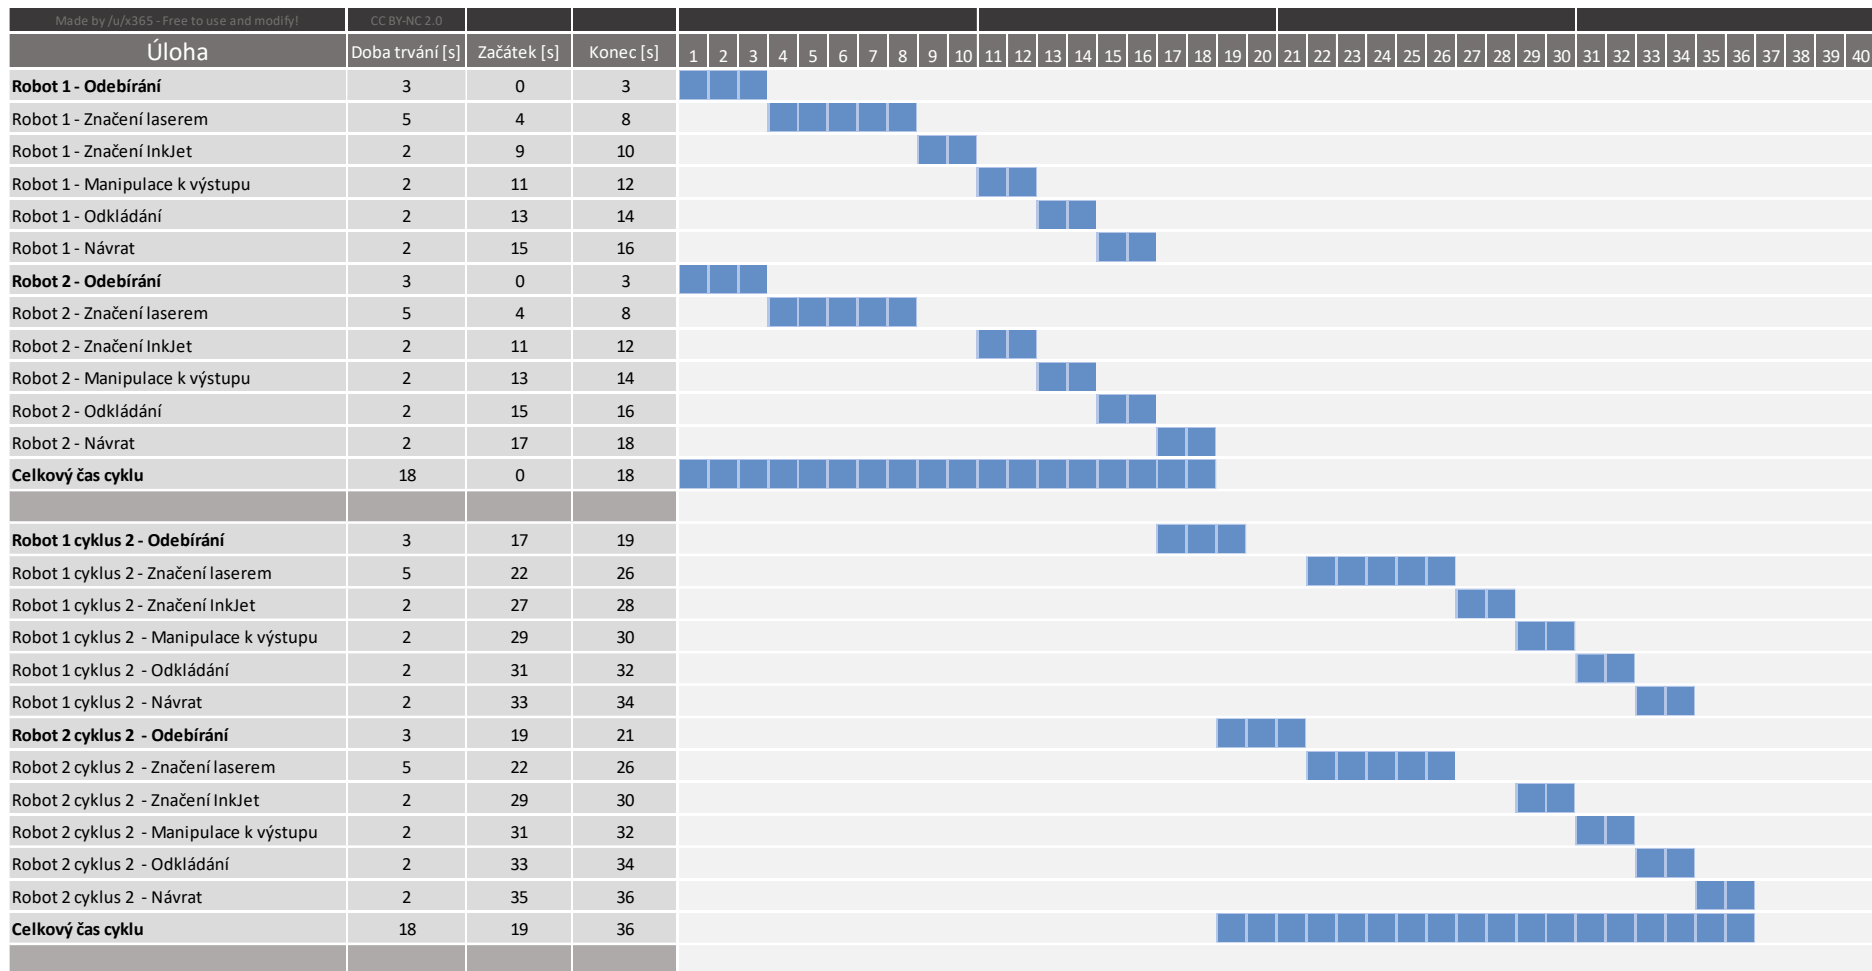 Made by /u/x365 - Free to use and modify! CC BY-NC 2.0
Úloha Doba trvání [s] Začátek [s] Konec [s] 1 2 3 4 5 6 7 8 9 10 11 12 13 14 15 16 17 18 19 20 21 22 23 24 25 26 27 28 29 30 31 32 33 34 35 36 37 38 39 40
Robot 1 - Odebírání 3 0 3
Robot 1 - Značení laserem 5 4 8
Robot 1 - Značení InkJet 2 9 10
Robot 1 - Manipulace k výstupu 2 11 12
Robot 1 - Odkládání 2 13 14
Robot 1 - Návrat 2 15 16
Robot 2 - Odebírání 3 0 3
Robot 2 - Značení laserem 5 4 8
Robot 2 - Značení InkJet 2 11 12
Robot 2 - Manipulace k výstupu 2 13 14
Robot 2 - Odkládání 2 15 16
Robot 2 - Návrat 2 17 18
Celkový čas cyklu 18 0 18
Robot 1 cyklus 2 - Odebírání 3 17 19
Robot 1 cyklus 2 - Značení laserem 5 22 26
Robot 1 cyklus 2 - Značení InkJet 2 27 28
Robot 1 cyklus 2 - Manipulace k výstupu 2 29 30
Robot 1 cyklus 2 - Odkládání 2 31 32
Robot 1 cyklus 2 - Návrat 2 33 34
Robot 2 cyklus 2 - Odebírání 3 19 21
Robot 2 cyklus 2 - Značení laserem 5 22 26
Robot 2 cyklus 2 - Značení InkJet 2 29 30
Robot 2 cyklus 2 - Manipulace k výstupu 2 31 32
Robot 2 cyklus 2 - Odkládání 2 33 34
Robot 2 cyklus 2 - Návrat 2 35 36
Celkový čas cyklu 18 19 36